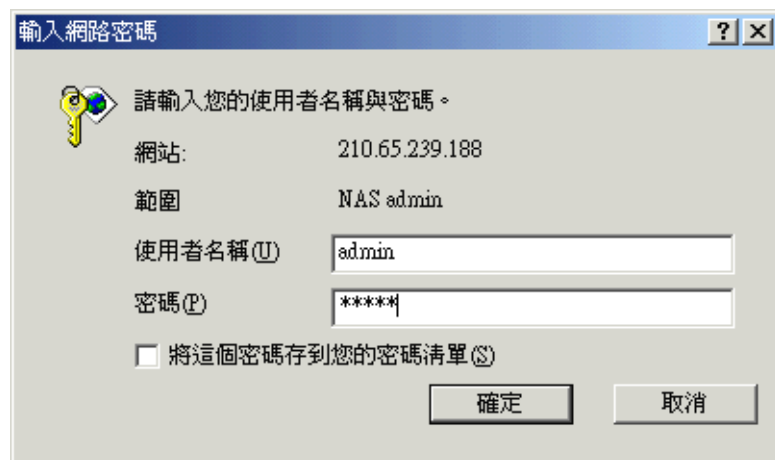 輸入網路密碼
請輸入您的使用者名稱與密碼。
網站: 210.65.239.188
範圍 NAS admin
使用者名稱(U) admin
密碼(P) *****
將這個密碼存到您的密碼清單(S)
確定 取消